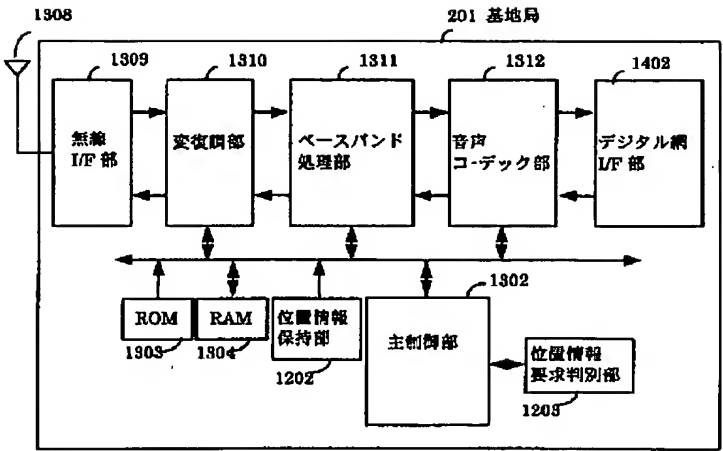 1308
201 基地局
1309
1310
1311
1312
1402
無線
I/F 部
変復調部
ベースバンド
処理部
音声
コ-デック部
デジタル網
I/F 部
1302
ROM
RAM
位置情報
保持部
主制御部
位置情報
要求判別部
1303
1304
1202
1203